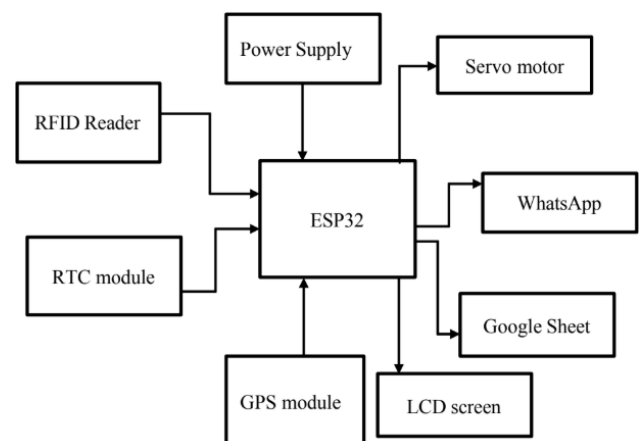 Power Supply
Servo motor
RFID Reader
ESP32
WhatsApp
RTC module
Google Sheet
GPS module
LCD screen